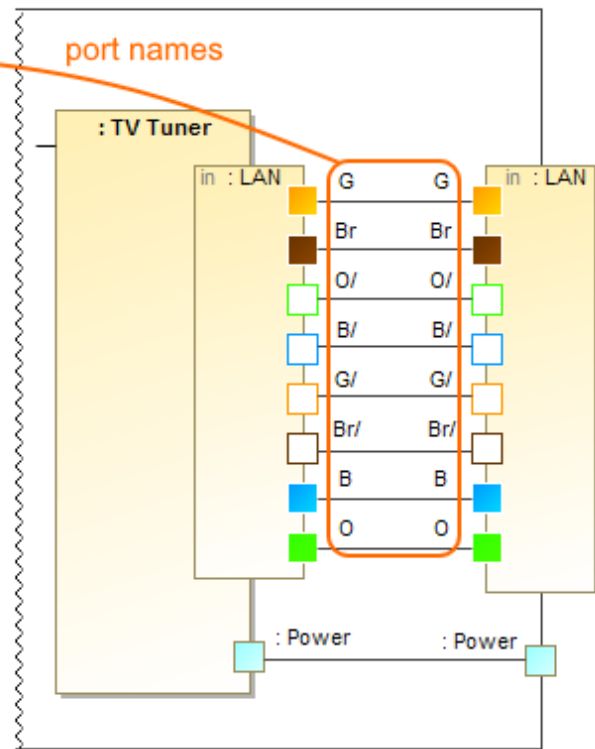 port names
: TV Tuner
in : LAN in : LAN
G G
Br Br
O/ O/
B/ B/
G/ G/
Br/ Br/
B B
O O
: Power : Power